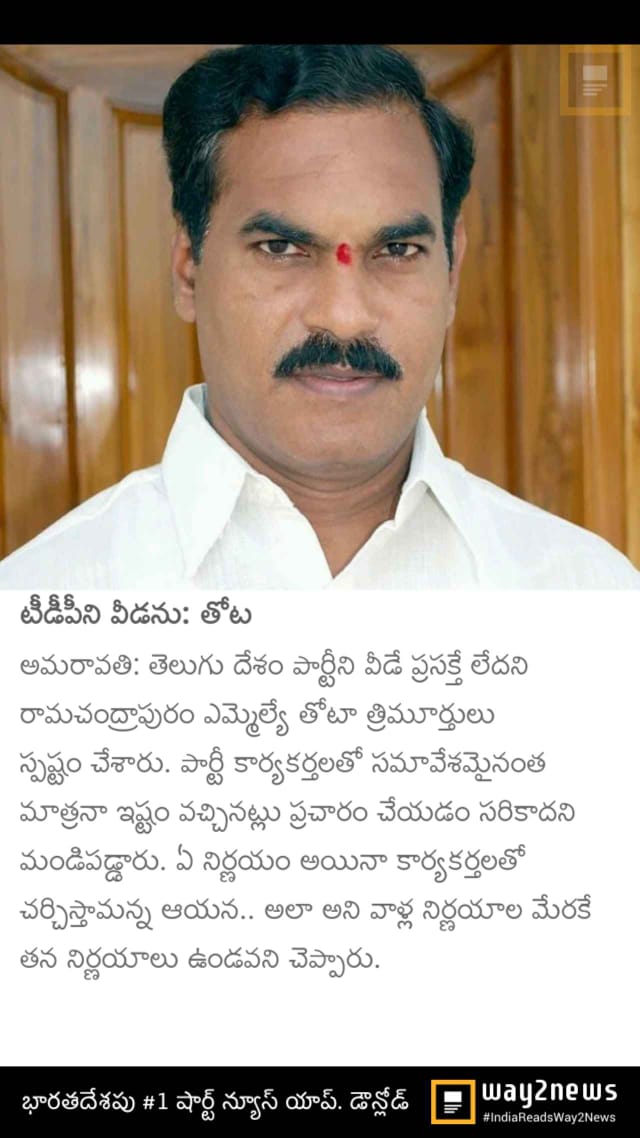 టీడీపీని వీడను: తోట
అమరావతి: తెలుగు దేశం పార్టీని వీడే ప్రసక్తే లేదని
రామచంద్రాపురం ఎమ్మెల్యే తోటా త్రిమూర్తులు
స్పష్టం చేశారు. పార్టీ కార్యకర్తలతో సమావేశమైనంత
మాత్రనా ఇష్టం వచ్చినట్లు ప్రచారం చేయడం సరికాదని
మండిపడ్డారు. ఏ నిర్ణయం అయినా కార్యకర్తలతో
చర్చిస్తామన్న ఆయన.. అలా అని వాళ్ల నిర్ణయాల మేరకే
తన నిర్ణయాలు ఉండవని చెప్పారు.
భారతదేశపు #1 షార్ట్ న్యూస్ యాప్. డౌన్లోడ్
way2news
#IndiaReadsWay2News